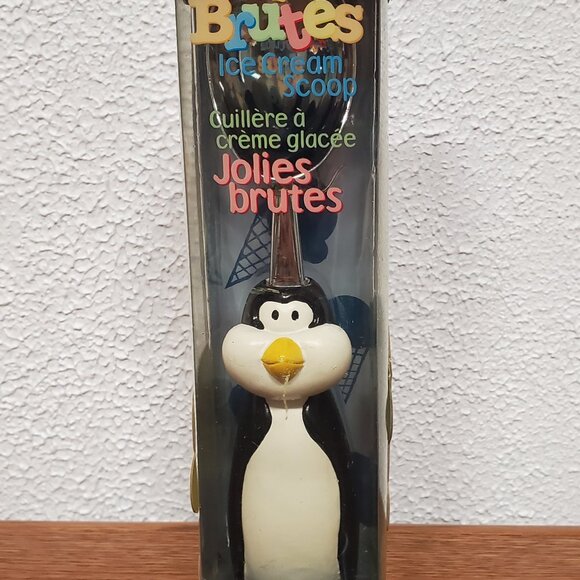 Brutes
Ice Cream
Scoop
Cuillère à
crème glacée
Jolies
brutes